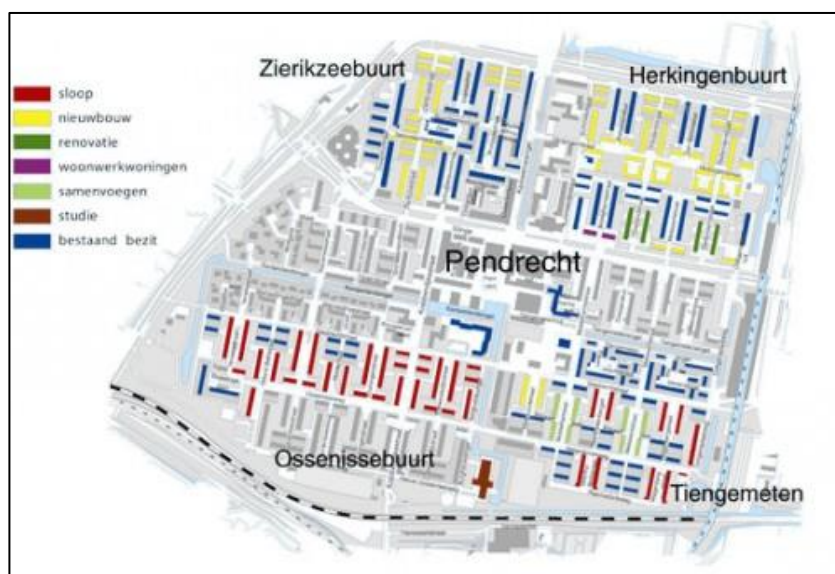 Zierikzeebuurt
Herkingenbuurt
sloop
nieuwbouw
renovatie
woonwerkwoningen
samenvoegen
studie
bestaand bezit
Pendrecht
Ossenissebuurt
Tiengemeten